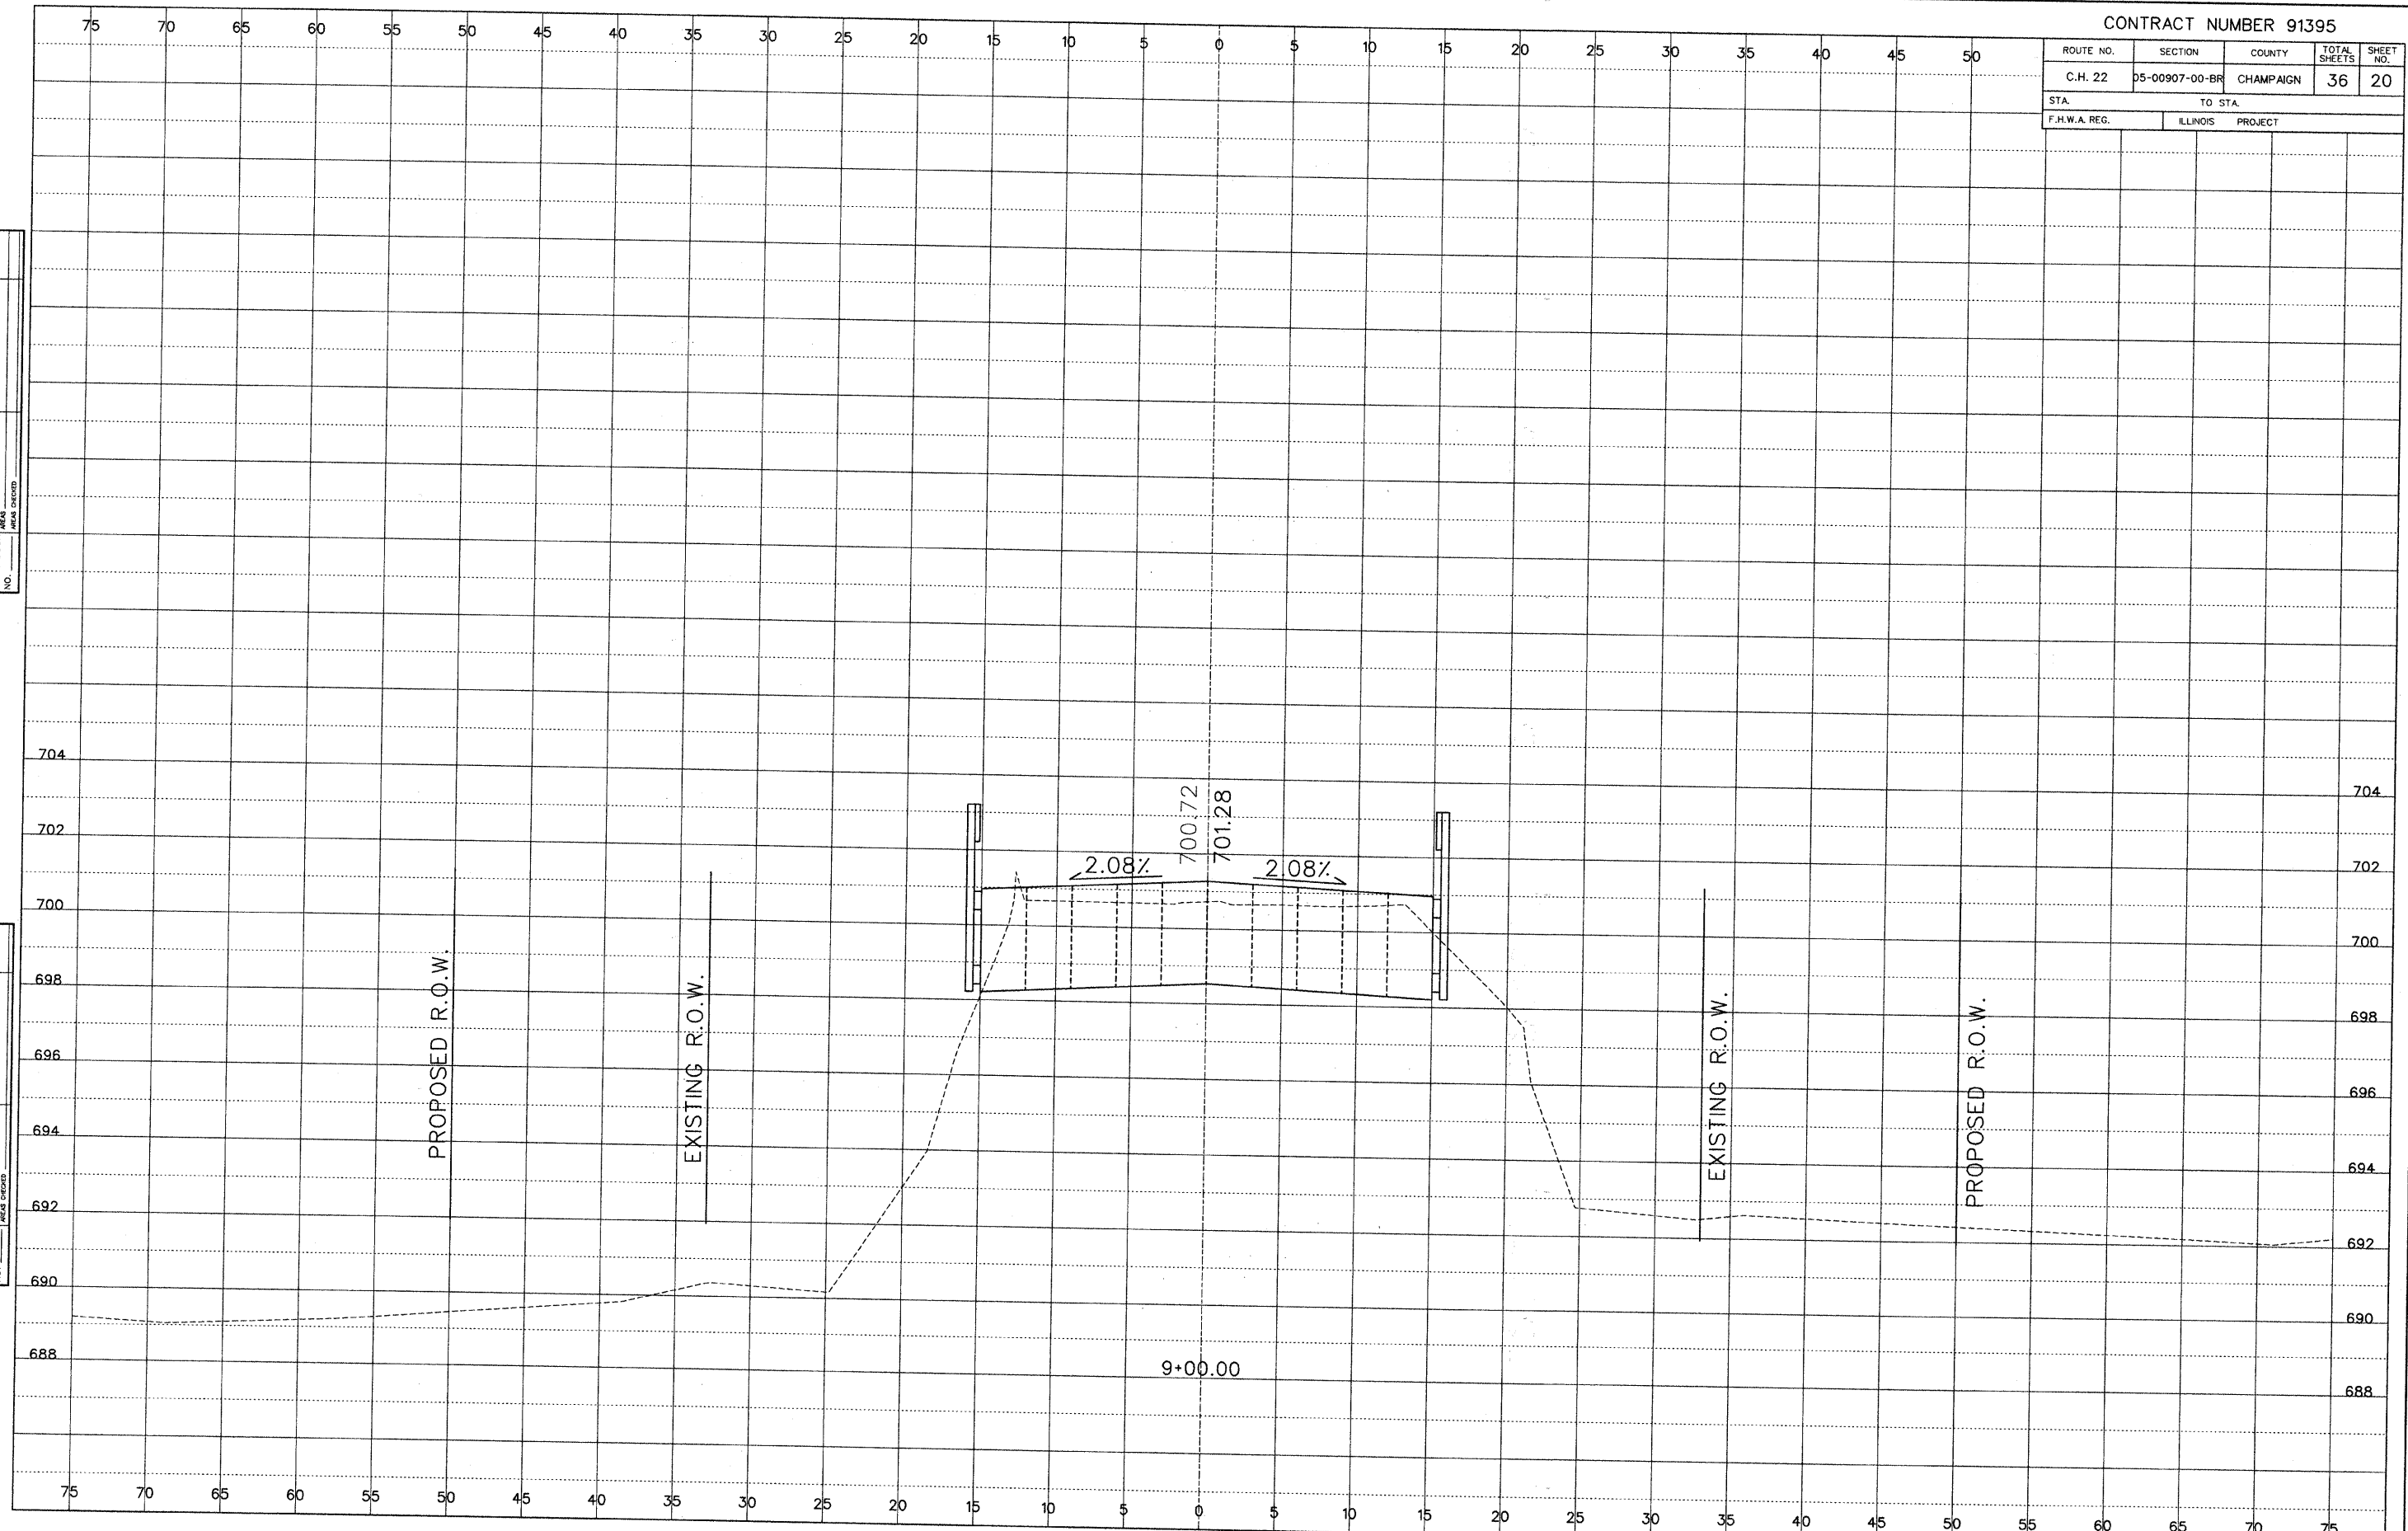 CONTRACT NUMBER 91395
ROUTE NO. SECTION COUNTY TOTAL SHEETS SHEET NO.
C.H. 22 05-00907-00-BR CHAMPAIGN 36 20
STA. TO STA.
F.H.W.A. REG. ILLINOIS PROJECT
75 70 65 60 55 50 45 40 35 30 25 20 15 10 5 0 5 10 15 20 25 30 35 40 45 50
NO.
AREAS
AREAS CHECKED
704 704
702 702
700 700
698 698
696 696
694 694
692 692
690 690
688 688
700.72
701.28
2.08% 2.08%
PROPOSED R.O.W.
EXISTING R.O.W.
EXISTING R.O.W.
PROPOSED R.O.W.
AREAS CHECKED
9+00.00
75 70 65 60 55 50 45 40 35 30 25 20 15 10 5 0 5 10 15 20 25 30 35 40 45 50 55 60 65 70 75